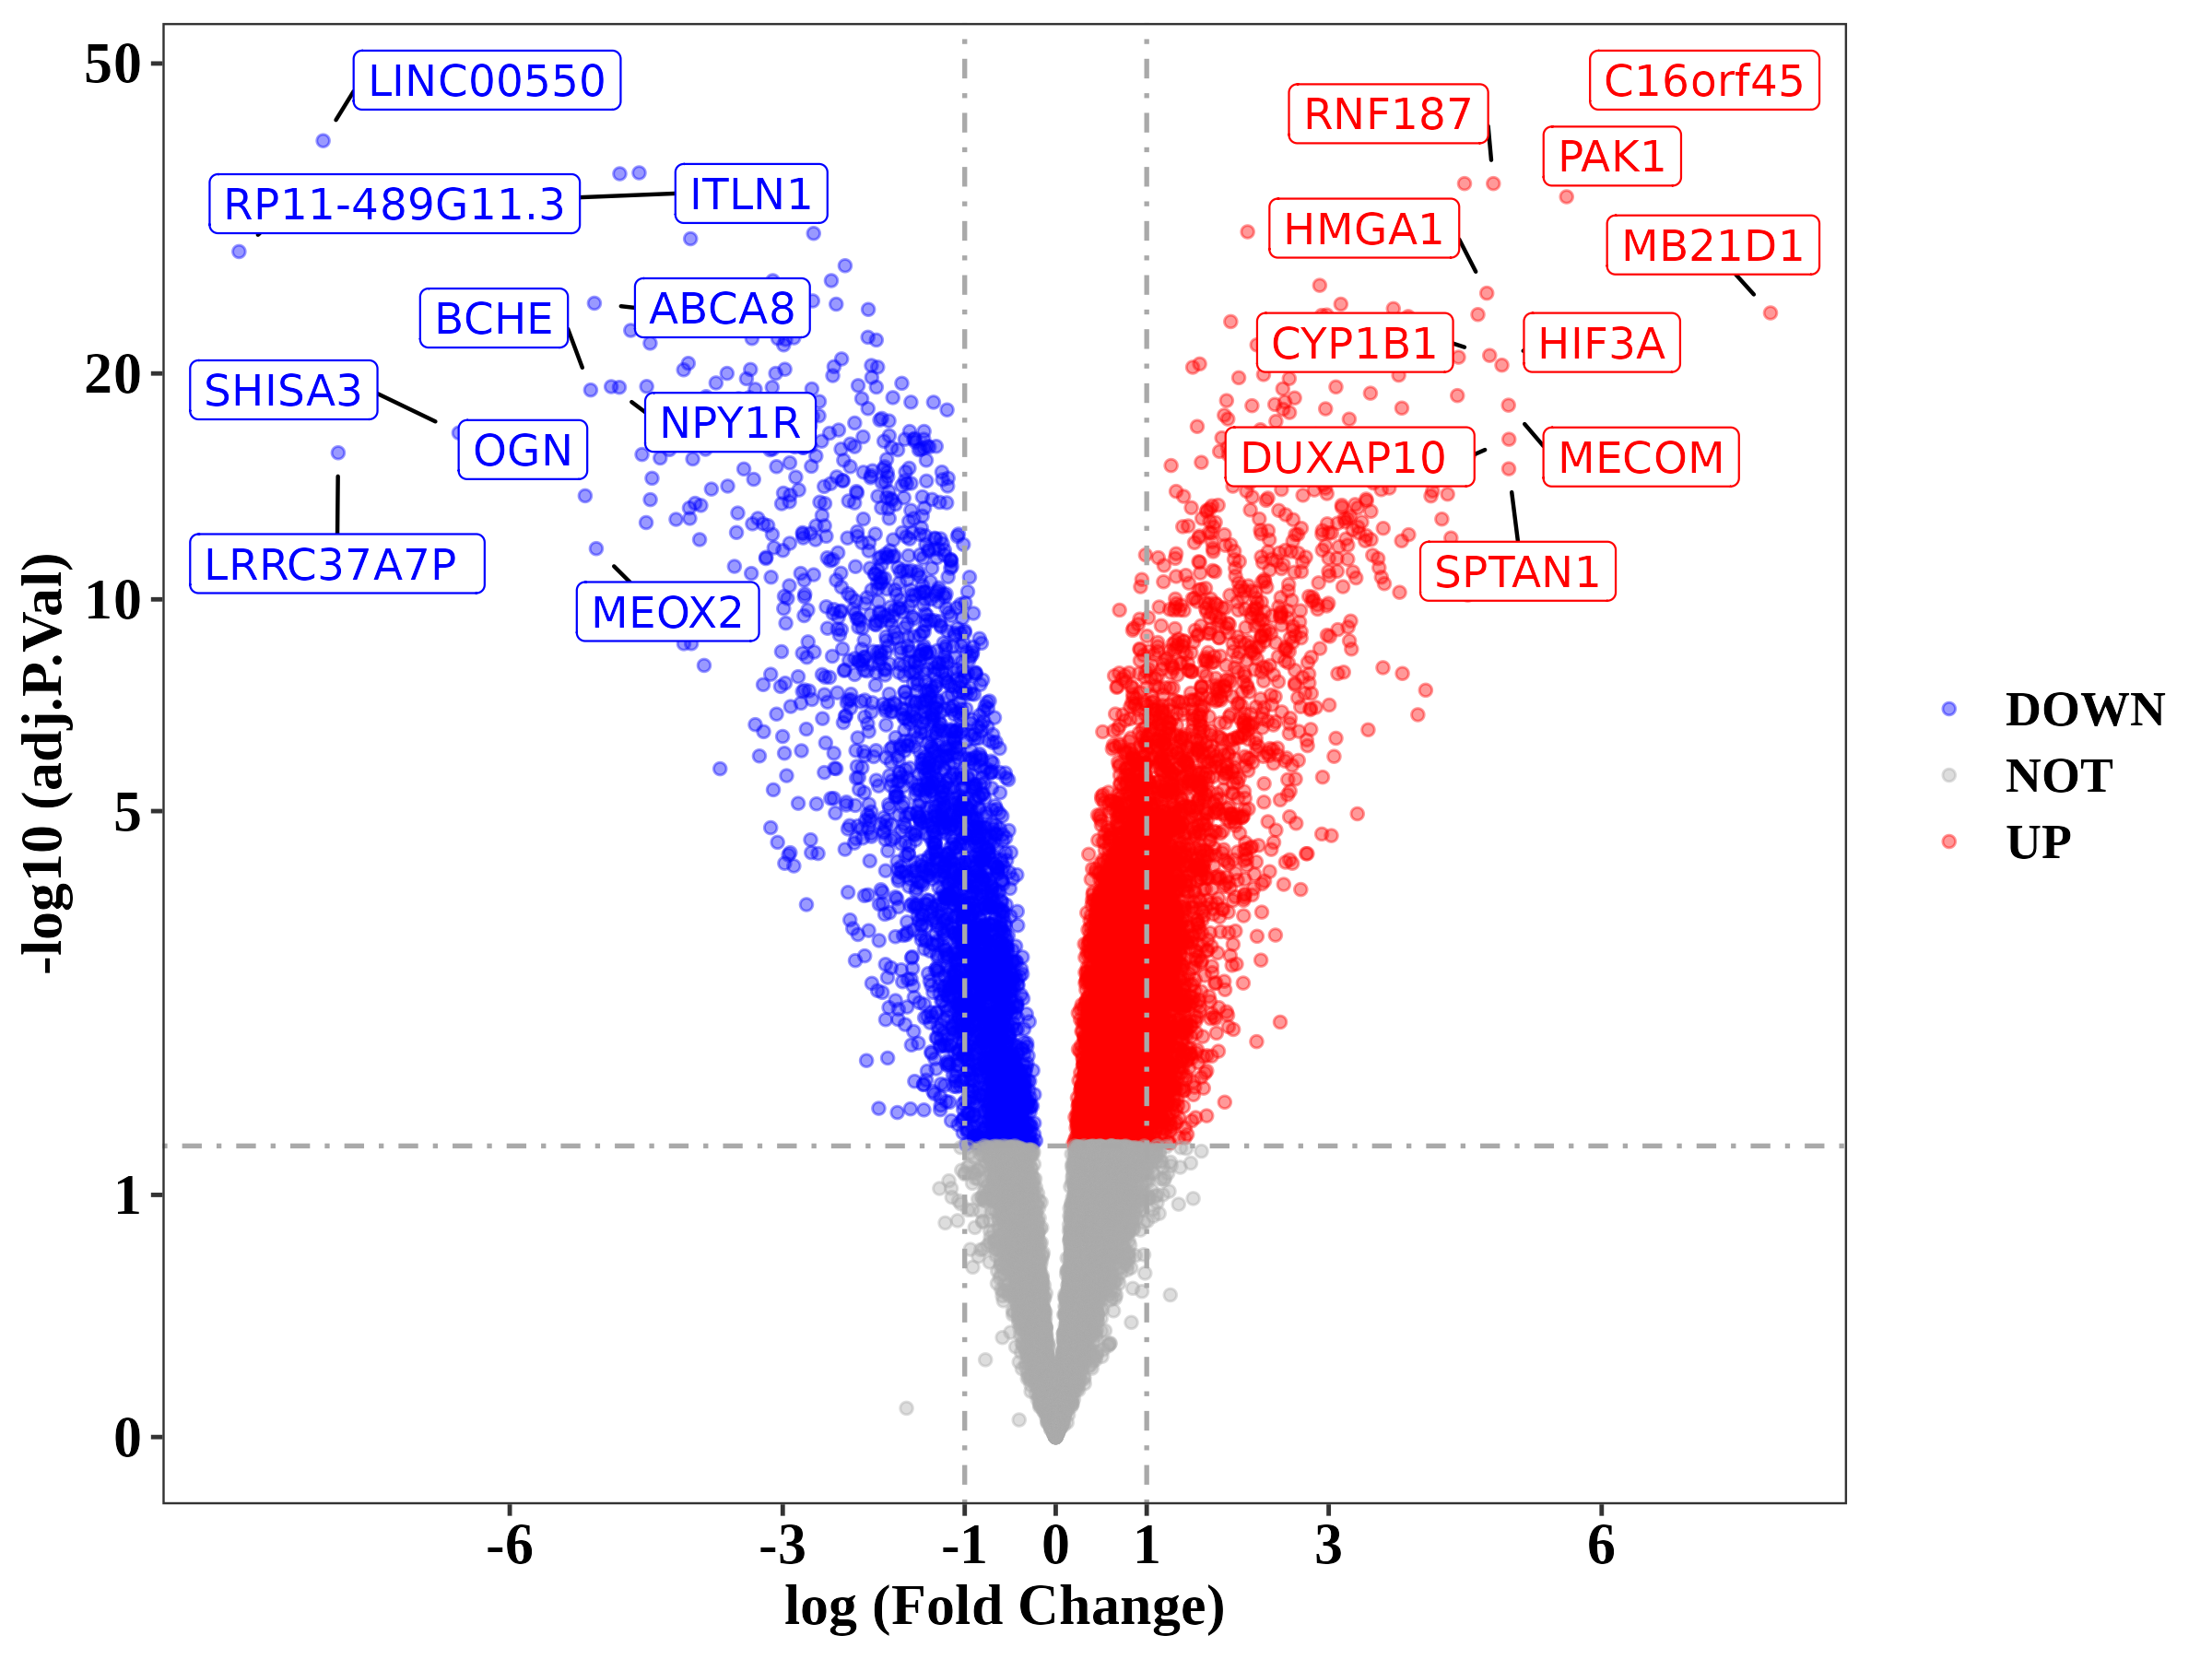 50
20
10
5
1
0
-log10 (adj.P.Val)
LINC00550
C16orf45
RNF187
PAK1
RP11-489G11.3
ITLN1
HMGA1
MB21D1
BCHE
ABCA8
CYP1B1
HIF3A
SHISA3
NPY1R
OGN
DUXAP10
MECOM
LRRC37A7P
SPTAN1
MEOX2
DOWN
NOT
UP
-6
-3
-1
0
1
3
6
log (Fold Change)